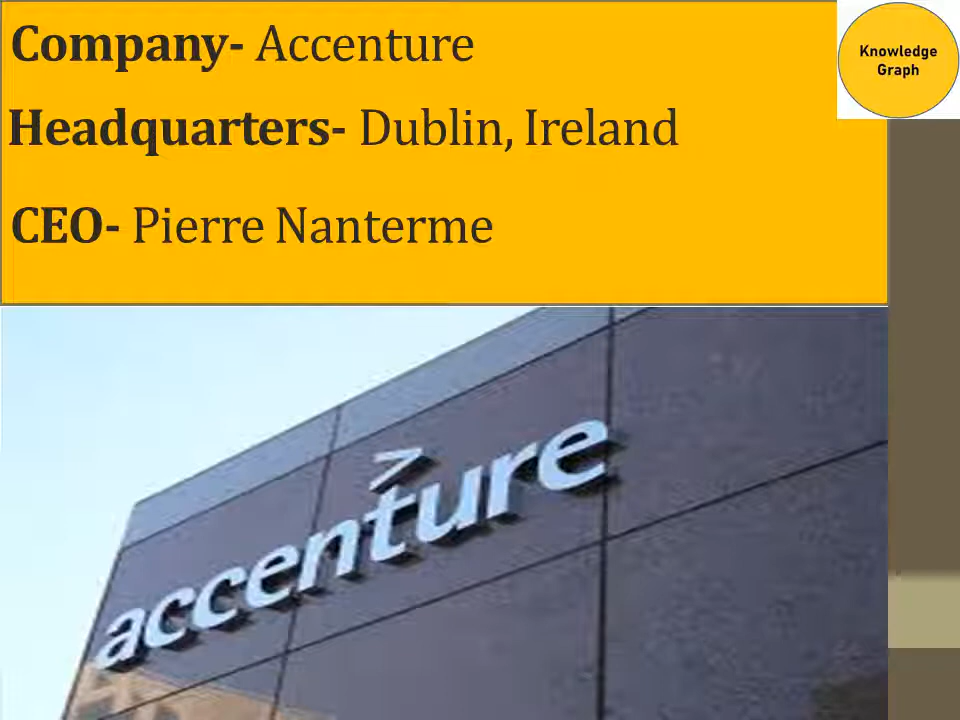 Company- Accenture
Knowledge
Graph
Headquarters- Dublin, Ireland
CEO- Pierre Nanterme
>
accenture